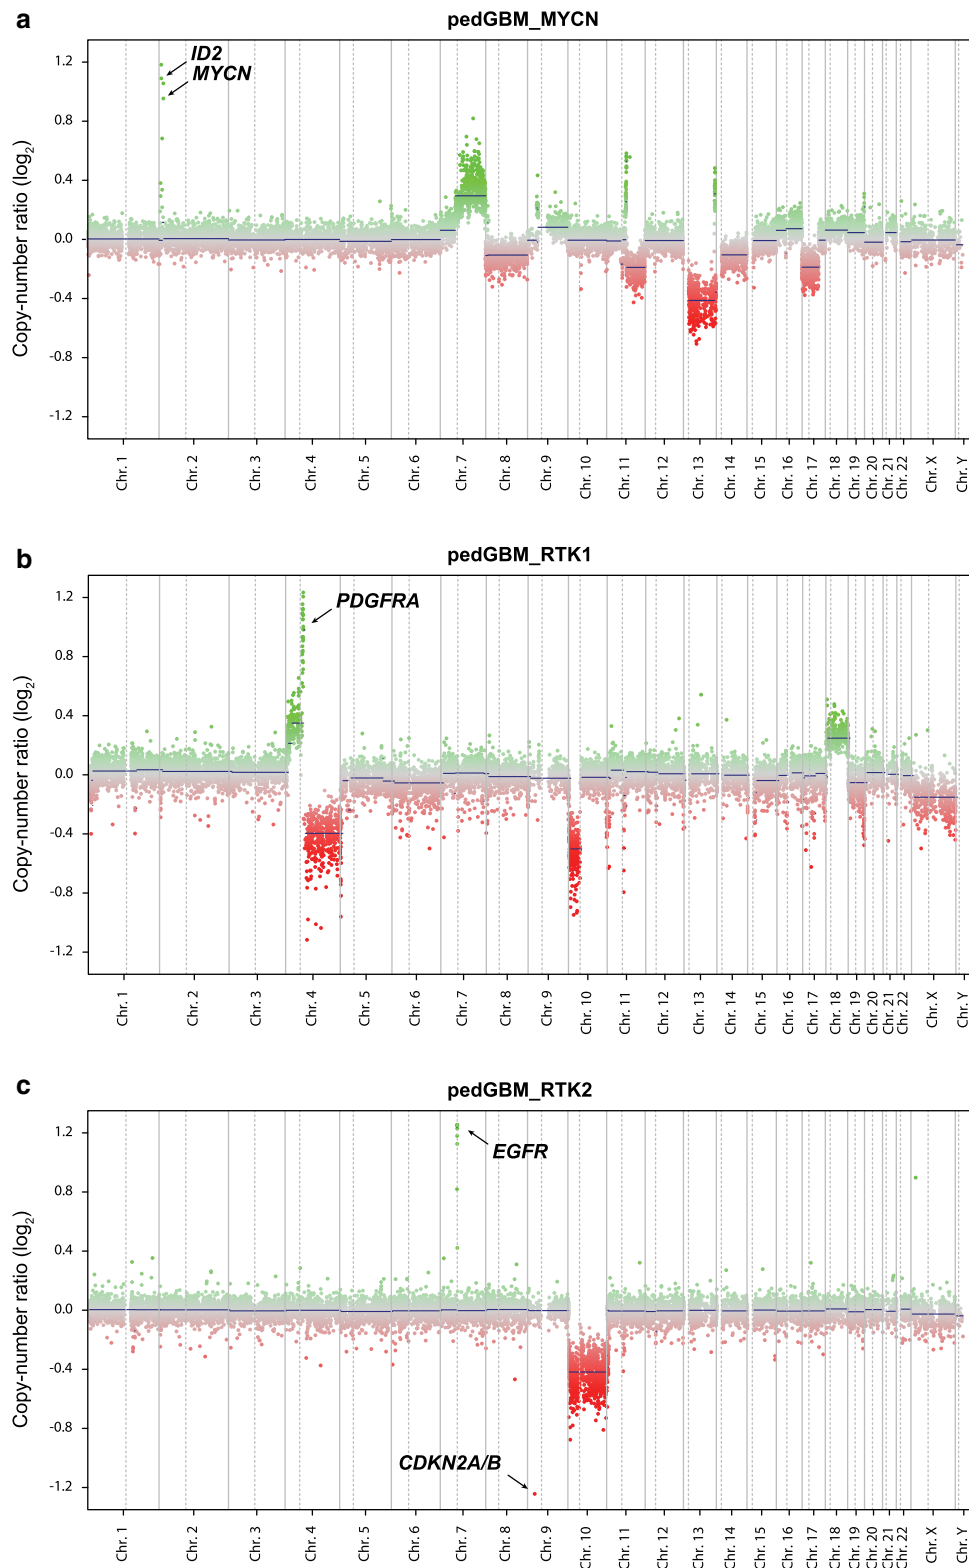 a
pedGBM_MYCN
Copy-number ratio (log2)
1.2
0.8
0.4
0.0
-0.4
-0.8
-1.2
ID2
MYCN
Chr. 1 Chr. 2 Chr. 3 Chr. 4 Chr. 5 Chr. 6 Chr. 7 Chr. 8 Chr. 9 Chr. 10 Chr. 11 Chr. 12 Chr. 13 Chr. 14 Chr. 15 Chr. 16 Chr. 17 Chr. 18 Chr. 19 Chr. 20 Chr. 21 Chr. 22 Chr. X Chr. Y
b
pedGBM_RTK1
Copy-number ratio (log2)
1.2
0.8
0.4
0.0
-0.4
-0.8
-1.2
PDGFRA
Chr. 1 Chr. 2 Chr. 3 Chr. 4 Chr. 5 Chr. 6 Chr. 7 Chr. 8 Chr. 9 Chr. 10 Chr. 11 Chr. 12 Chr. 13 Chr. 14 Chr. 15 Chr. 16 Chr. 17 Chr. 18 Chr. 19 Chr. 20 Chr. 21 Chr. 22 Chr. X Chr. Y
c
pedGBM_RTK2
Copy-number ratio (log2)
1.2
0.8
0.4
0.0
-0.4
-0.8
-1.2
EGFR
CDKN2A/B
Chr. 1 Chr. 2 Chr. 3 Chr. 4 Chr. 5 Chr. 6 Chr. 7 Chr. 8 Chr. 9 Chr. 10 Chr. 11 Chr. 12 Chr. 13 Chr. 14 Chr. 15 Chr. 16 Chr. 17 Chr. 18 Chr. 19 Chr. 20 Chr. 21 Chr. 22 Chr. X Chr. Y